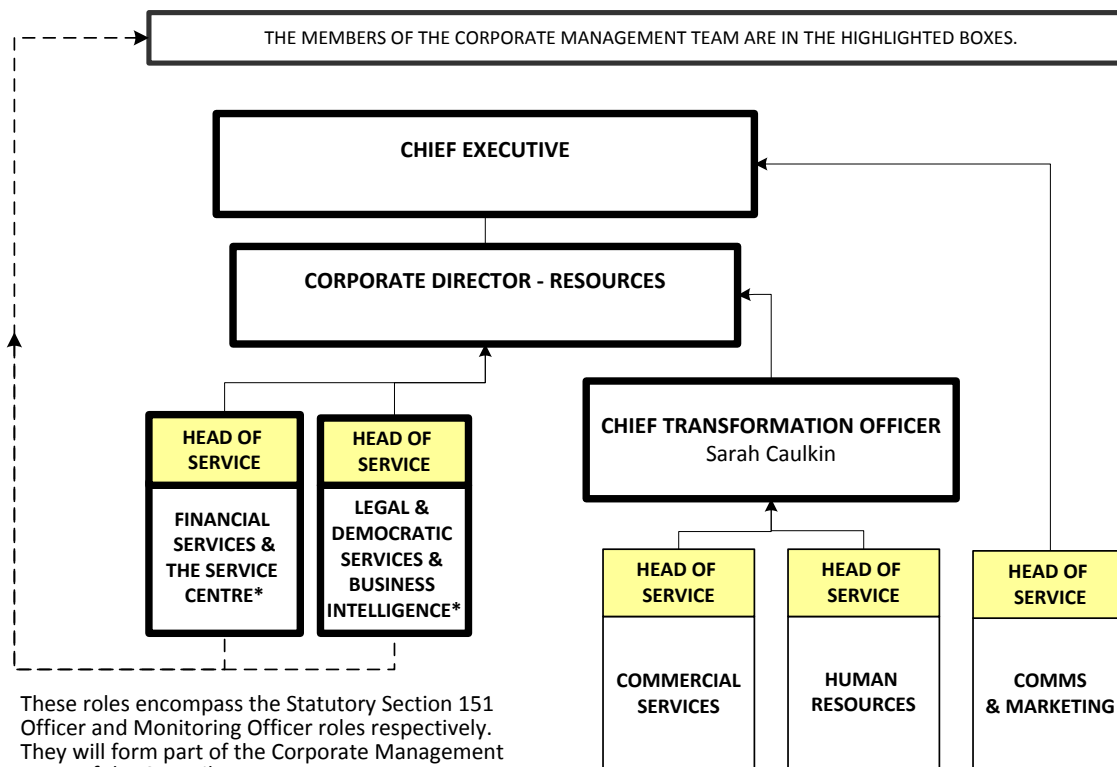 THE MEMBERS OF THE CORPORATE MANAGEMENT TEAM ARE IN THE HIGHLIGHTED BOXES.
CHIEF EXECUTIVE
CORPORATE DIRECTOR - RESOURCES
HEAD OF
SERVICE
FINANCIAL
SERVICES &
THE SERVICE
CENTRE*
HEAD OF
SERVICE
LEGAL &
DEMOCRATIC
SERVICES &
BUSINESS
INTELLIGENCE*
CHIEF TRANSFORMATION OFFICER
Sarah Caulkin
HEAD OF
SERVICE
COMMERCIAL
SERVICES
HEAD OF
SERVICE
HUMAN
RESOURCES
HEAD OF
SERVICE
COMMS
& MARKETING
These roles encompass the Statutory Section 151
Officer and Monitoring Officer roles respectively.
They will form part of the Corporate Management